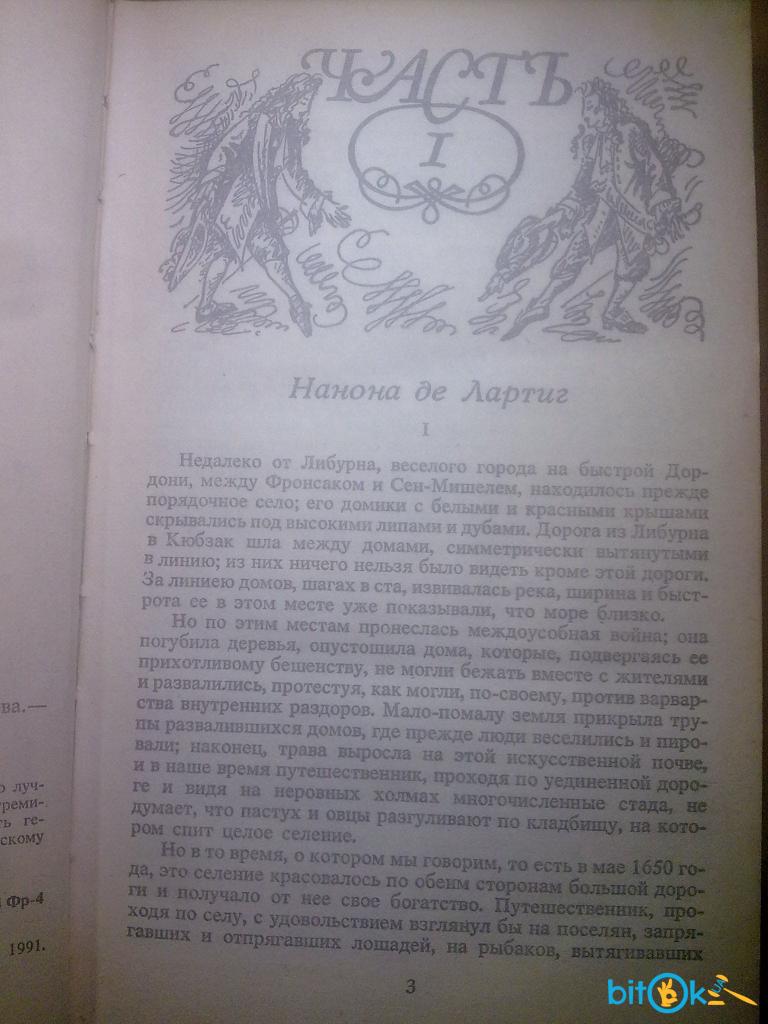 ЧАСТЬ
I
Нанона де Лартиг
I
Недалеко от Либурна, веселого города на быстрой Дор-
дони, между Фронсаком и Сен-Мишелем, находилось прежде
порядочное село; его домики с белыми и красными крышами
скрывались под высокими липами и дубами. Дорога из Либурна
в Кюбзак шла между домами, симметрически вытянутыми
в линию; из них ничего нельзя было видеть кроме этой дороги.
За линиею домов, шагах в ста, извивалась река, ширина и быст-
рота ее в этом месте уже показывали, что море близко.
Но по этим местам пронеслась междоусобная война; она
погубила деревья, опустошила дома, которые, подвергаясь ее
прихотливому бешенству, не могли бежать вместе с жителями
и развалились, протестуя, как могли, по-своему, против варвар-
ства внутренних раздоров. Мало-помалу земля прикрыла тру-
пы развалившихся домов, где прежде люди веселились и пиро-
вали; наконец, трава выросла на этой искусственной почве,
и в наше время путешественник, проходя по уединенной доро-
ге и видя на неровных холмах многочисленные стада, не
думает, что пастух и овцы разгуливают по кладбищу, на кото-
ром спит целое селение.
Но в то время, о котором мы говорим, то есть в мае 1650 го-
да, это селение красовалось по обеим сторонам большой доро-
ги и получало от нее свое богатство. Путешественник, про-
ходя по селу, с удовольствием взглянул бы на поселян, запря-
гавших и отпрягавших лошадей, на рыбаков, вытягивавших
3
ва.—
о луч-
треми-
ть ге-
скому
Фр-4
1991.
bitOk
UA